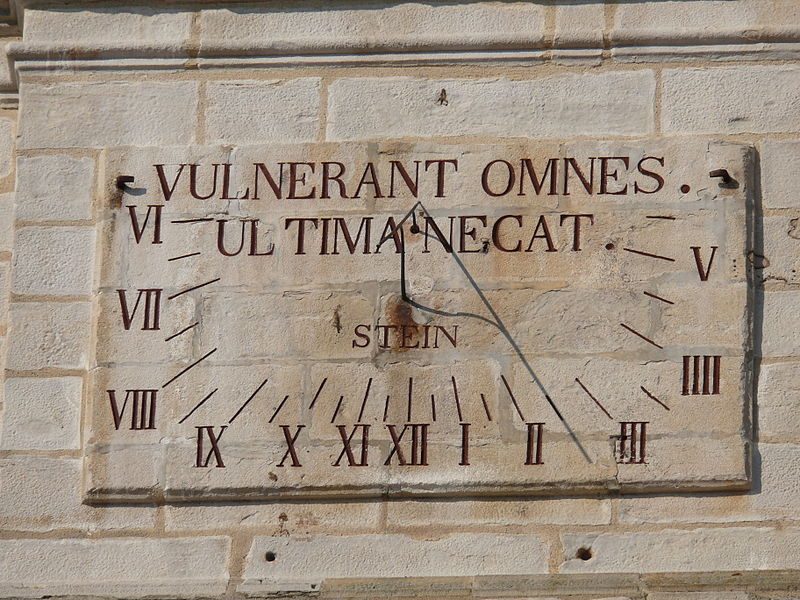 VULNERANT OMNES.
ULTIMA NECAT.
VI
V
VII
STEIN
IIII
VIII
IX X XI XII I II III